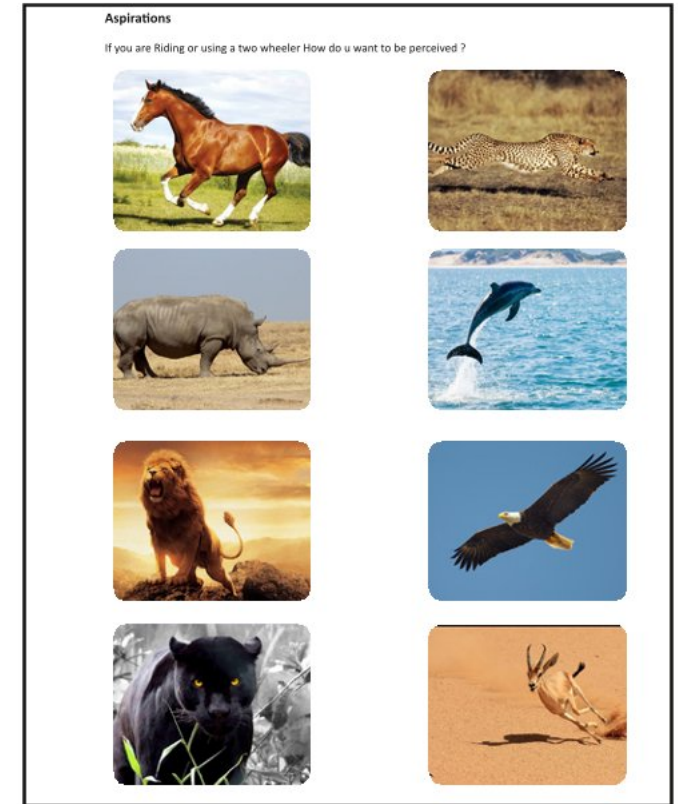 Aspirations
If you are Riding or using a two wheeler How do u want to be perceived ?